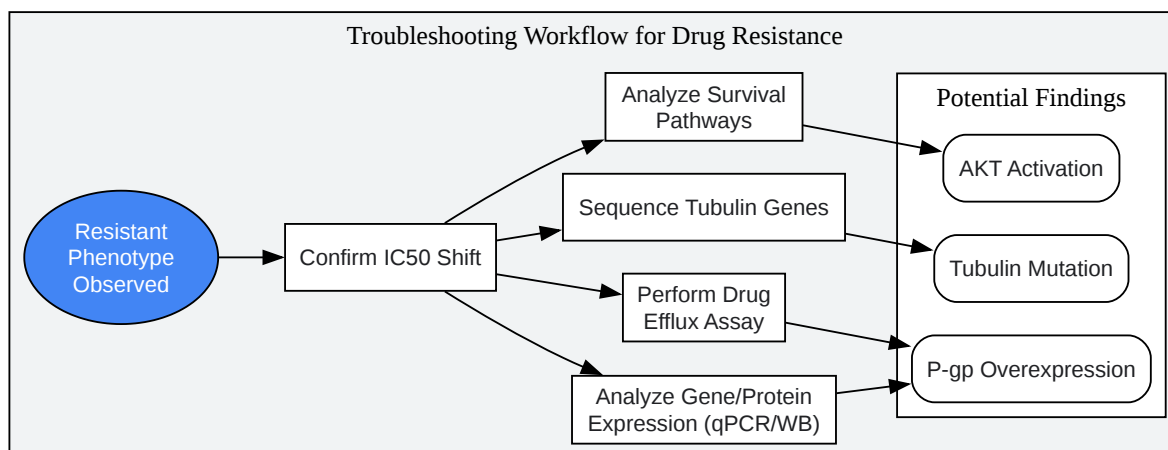 Troubleshooting Workflow for Drug Resistance
Resistant
Phenotype
Observed
Confirm IC50 Shift
Analyze Survival
Pathways
Sequence Tubulin Genes
Perform Drug
Efflux Assay
Analyze Gene/Protein
Expression (qPCR/WB)
Potential Findings
AKT Activation
Tubulin Mutation
P-gp Overexpression